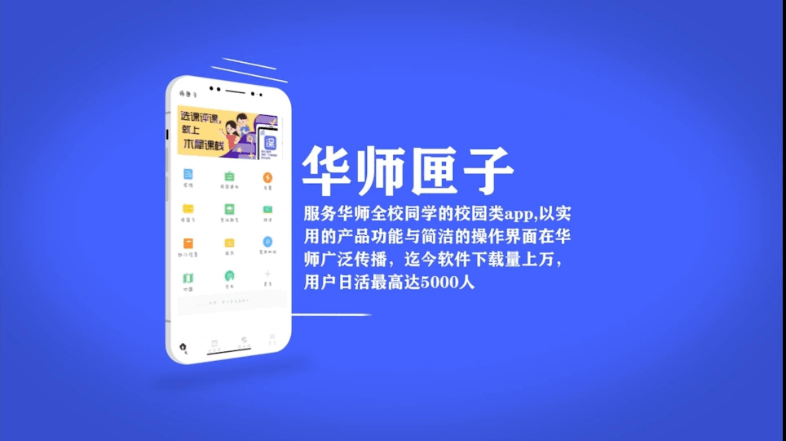 选课评课,
就上
木犀课栈
华师匣子
服务华师全校同学的校园类app,以实
用的产品功能与简洁的操作界面在华
师广泛传播，迄今软件下载量上万，
用户日活最高达5000人